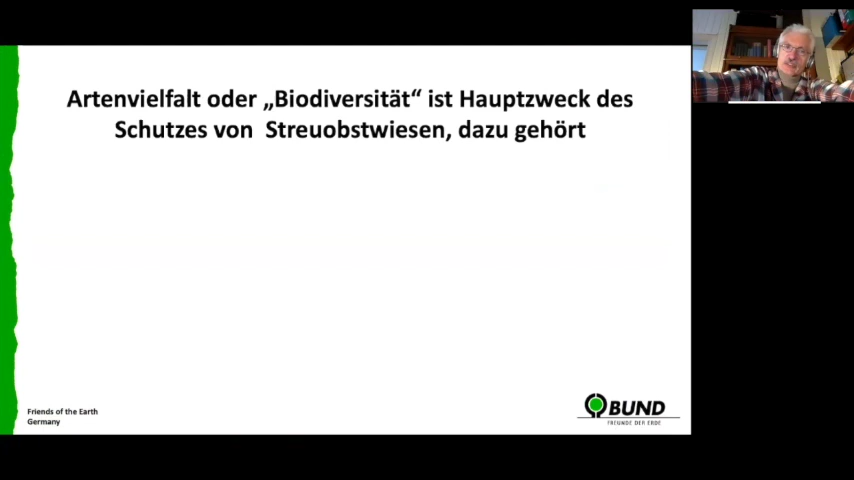 Artenvielfalt oder „Biodiversität“ ist Hauptzweck des
Schutzes von  Streuobstwiesen, dazu gehört
Friends of the Earth
Germany
BUND
FREUNDE DER ERDE